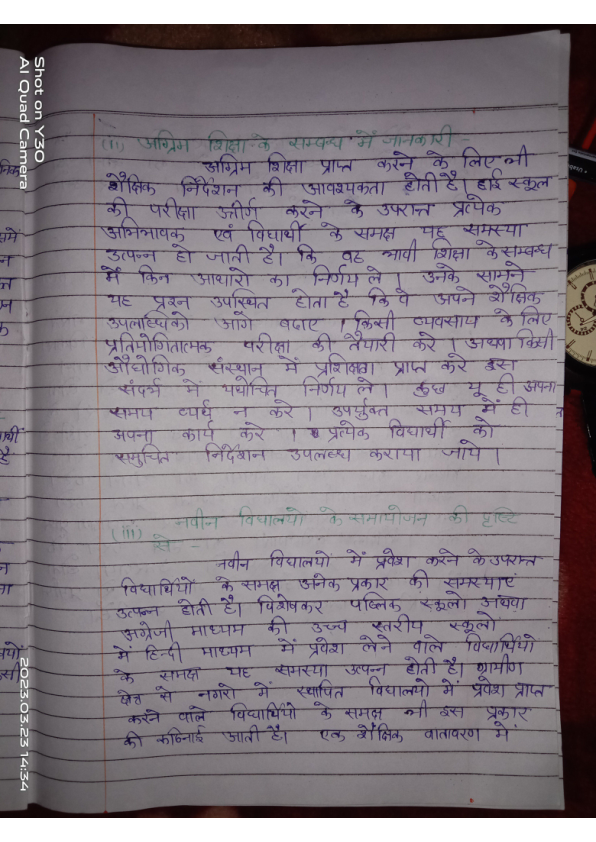 (ii) अग्रिम शिक्षा के सम्बन्ध में जानकारी -
अग्रिम शिक्षा प्राप्त करने के लिए भी
शैक्षिक निर्देशन की आवश्यकता होती है। हाई स्कूल
की परीक्षा उत्तीर्ण करने के उपरान्त प्रत्येक
अभिभावक एवं विद्यार्थी के समक्ष यह समस्या
उत्पन्न हो जाती है। कि वह भावी शिक्षा के सम्बन्ध
में किन आधारो का निर्णय ले। उनके सामने
यह प्रश्न उपस्थित होता है कि वे अपने शैक्षिक
उपलब्धि को आगे बढाए। किसी व्यवसाय के लिए
प्रतियोगितात्मक परीक्षा की तैयारी करे। अथवा किसी
औधोगिक संस्थान में प्रशिक्षण प्राप्त करे इस
संदर्भ में यथोचित निर्णय ले। कुछ यू ही अपना
समय व्यर्थ न करे। उपर्युक्त समय में ही
अपना कार्य करे। प्रत्येक विद्यार्थी को
समुचित निर्देशन उपलब्ध कराया जाये।
(iii) नवीन विद्यालयो के समायोजन की दृष्टि
से -
नवीन विद्यालयो में प्रवेश करने के उपरान्त
विद्यार्थियो के समक्ष अनेक प्रकार की समस्याएं
उत्पन्न होती है। विशेषकर पब्लिक स्कूलो अथवा
अग्रेजी माध्यम की उच्च स्तरीय स्कूलो
में हिन्दी माध्यम में प्रवेश लेने वाले विद्यार्थियो
के समक्ष यह समस्या उत्पन्न होती है। ग्रामीण
क्षेत्र से नगरो में स्थापित विद्यालयो में प्रवेश प्राप्त
करने वाले विद्यार्थियो के समक्ष भी इस प्रकार
की कठिनाई आती है। एक शैक्षिक वातावरण में
Shot on Y30
AI Quad Camera
2023.03.23 14:34